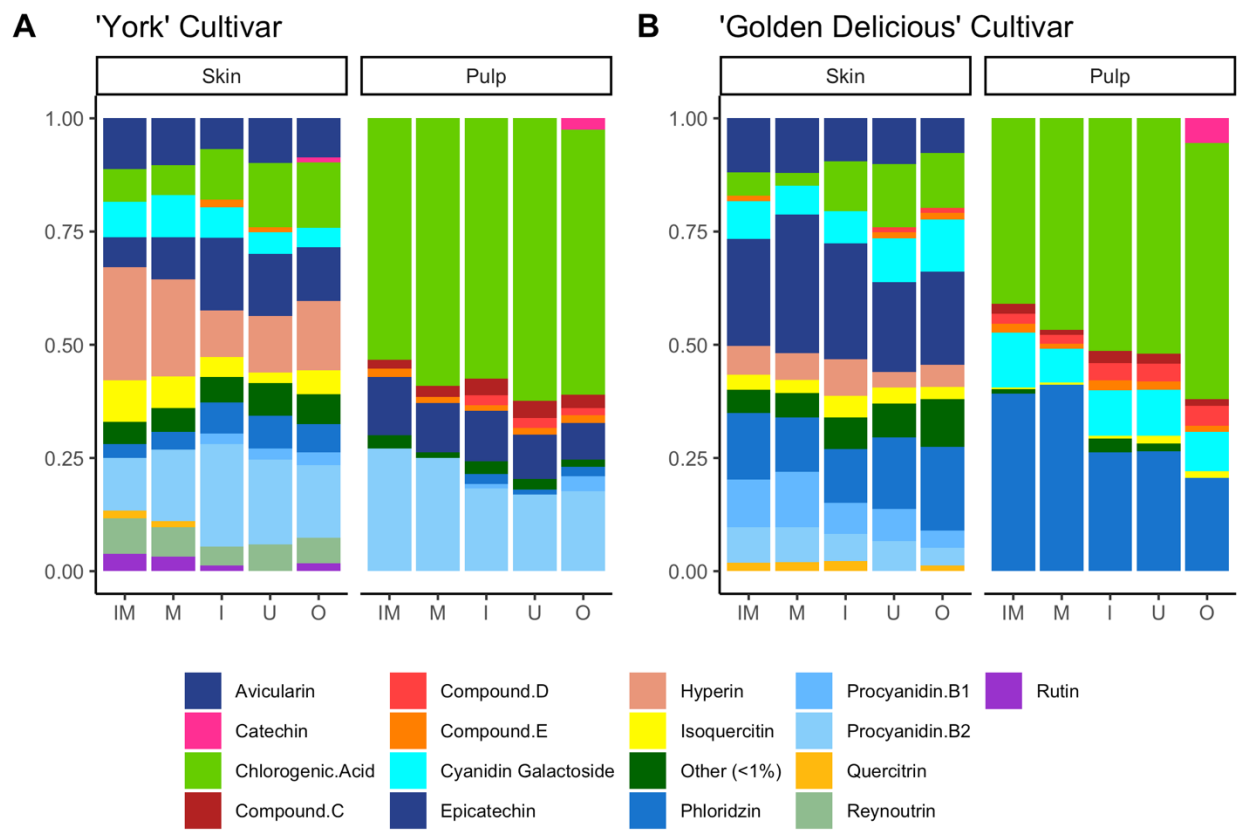 A 'York' Cultivar B 'Golden Delicious' Cultivar
Skin Pulp Skin Pulp
1.00 1.00
0.75 0.75
0.50 0.50
0.25 0.25
0.00 0.00
IM M I U O IM M I U O IM M I U O IM M I U O
Avicularin Compound.D Hyperin Procyanidin.B1 Rutin
Catechin Compound.E Isoquercitin Procyanidin.B2
Chlorogenic.Acid Cyanidin Galactoside Other (<1%) Quercitrin
Compound.C Epicatechin Phloridzin Reynoutrin